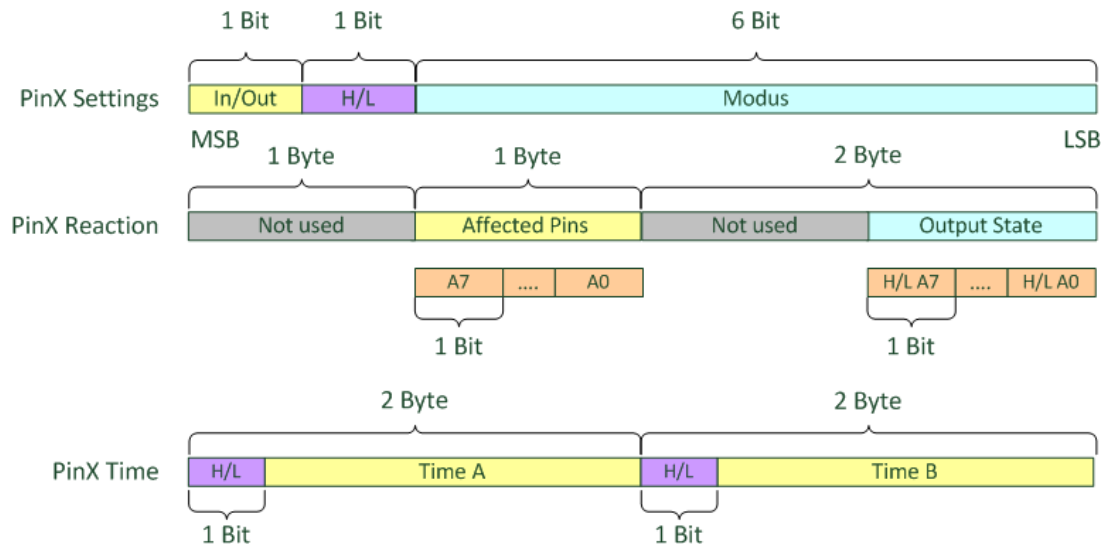 1 Bit 1 Bit 6 Bit
PinX Settings In/Out H/L Modus
MSB LSB
1 Byte 1 Byte 2 Byte
PinX Reaction Not used Affected Pins Not used Output State
A7 .... A0 H/L A7 .... H/L A0
1 Bit 1 Bit
2 Byte 2 Byte
PinX Time H/L Time A H/L Time B
1 Bit 1 Bit